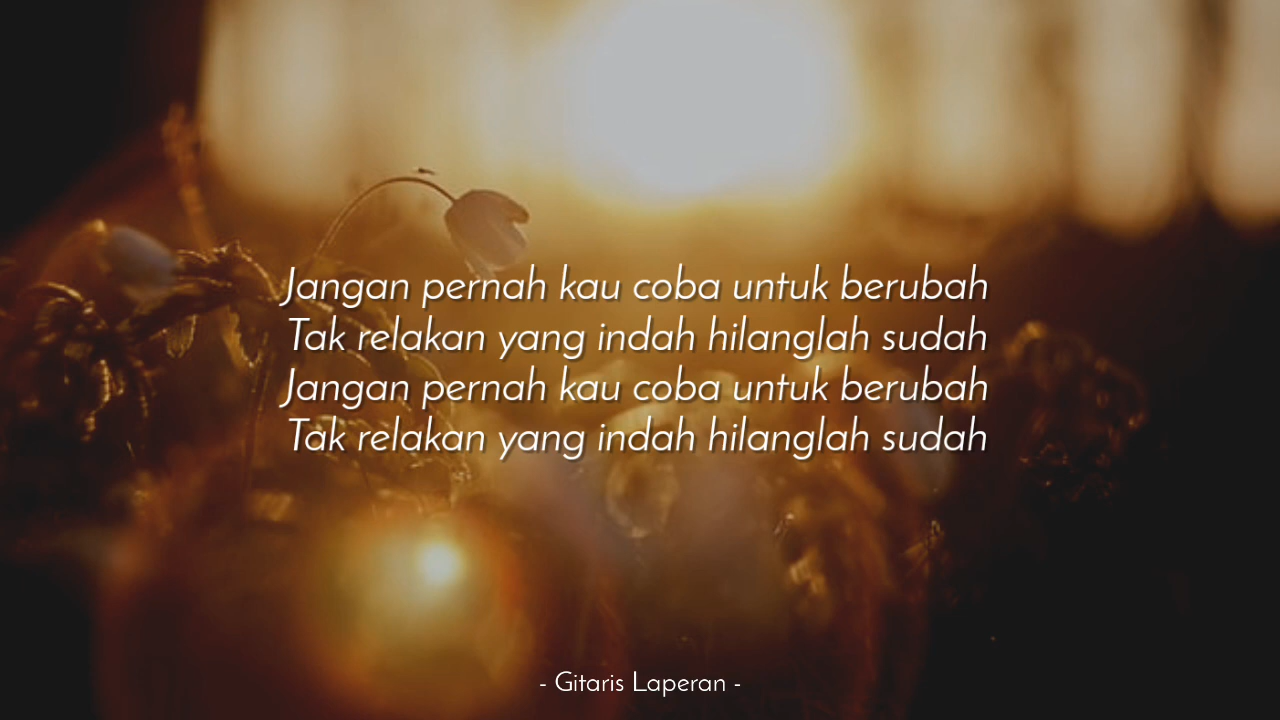 Jangan pernah kau coba untuk berubah
Tak relakan yang indah hilanglah sudah
Jangan pernah kau coba untuk berubah
Tak relakan yang indah hilanglah sudah
- Gitaris Laperan -